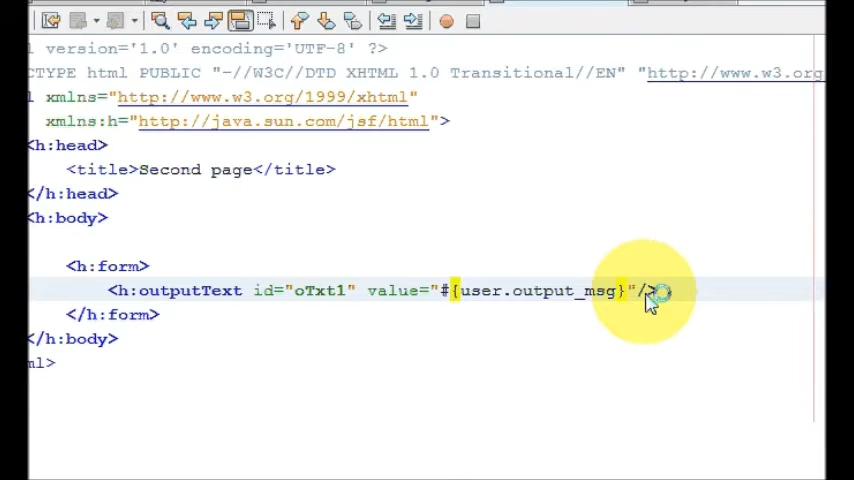 l version='1.0' encoding='UTF-8' ?>
CTYPE html PUBLIC "-//W3C//DTD XHTML 1.0 Transitional//EN" "http://www.w3.org
l xmlns="http://www.w3.org/1999/xhtml"
xmlns:h="http://java.sun.com/jsf/html">
<h:head>
<title>Second page</title>
</h:head>
<h:body>
<h:form>
<h:outputText id="oTxt1" value="#{user.output_msg}"/>
</h:form>
</h:body>
ml>